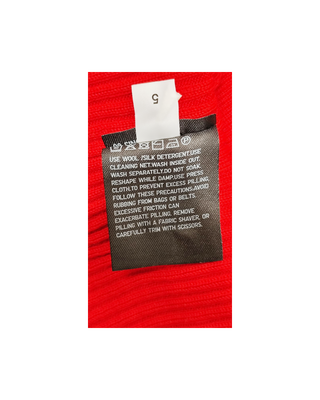 5
USE WOOL /SILK DETERGENT.USE
CLEANING NET.WASH INSIDE OUT.
WASH SEPARATELY.DO NOT SOAK.
RESHAPE WHILE DAMP.USE PRESS
CLOTH.TO PREVENT EXCESS PILLING,
FOLLOW THESE PRECAUTIONS.AVOID
RUBBING FROM BAGS OR BELTS.
EXCESSIVE FRICTION CAN
EXACERBATE PILLING. REMOVE
PILLING WITH A FABRIC SHAVER, OR
CAREFULLY TRIM WITH SCISSORS.